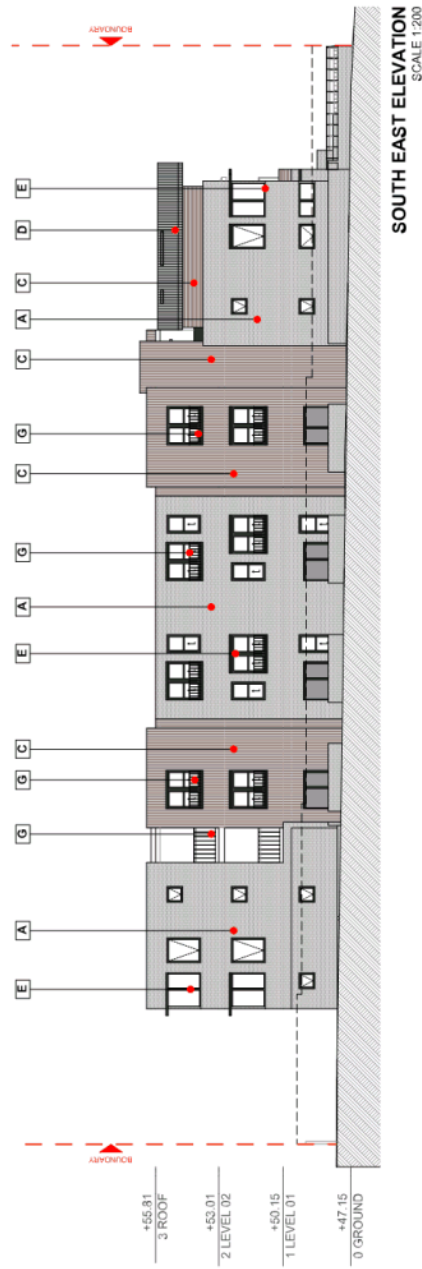 E A G G C E A G C G C A C D E
BOUNDARY
BOUNDARY
+55.81
3 ROOF
+53.01
2 LEVEL 02
+50.15
1 LEVEL 01
+47.15
0 GROUND
SOUTH EAST ELEVATION
SCALE 1:200